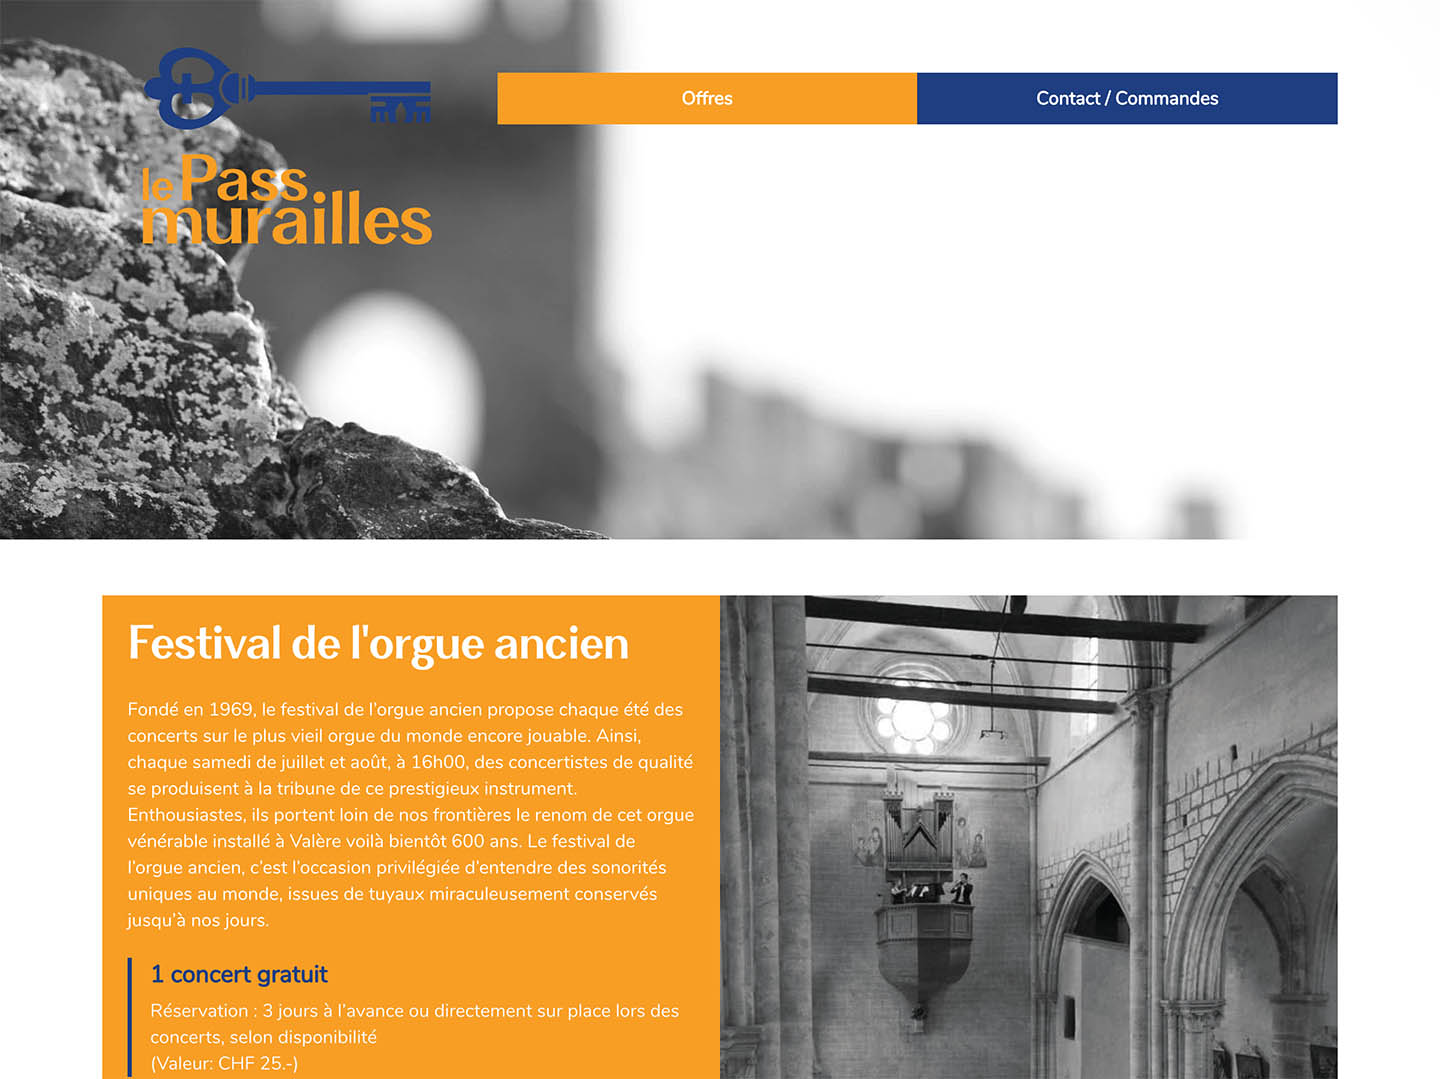 le Pass
murailles
Offres
Contact / Commandes
Festival de l'orgue ancien
Fondé en 1969, le festival de l’orgue ancien propose chaque été des
concerts sur le plus vieil orgue du monde encore jouable. Ainsi,
chaque samedi de juillet et août, à 16h00, des concertistes de qualité
se produisent à la tribune de ce prestigieux instrument.
Enthousiastes, ils portent loin de nos frontières le renom de cet orgue
vénérable installé à Valère voilà bientôt 600 ans. Le festival de
l’orgue ancien, c’est l’occasion privilégiée d’entendre des sonorités
uniques au monde, issues de tuyaux miraculeusement conservés
jusqu’à nos jours.
1 concert gratuit
Réservation : 3 jours à l’avance ou directement sur place lors des
concerts, selon disponibilité
(Valeur: CHF 25.-)